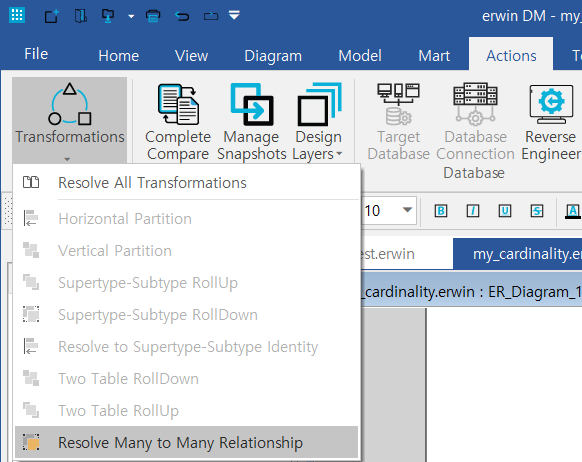 erwin DM - my_
File Home View Diagram Model Mart Actions
Transformations
Complete Compare
Manage Snapshots
Design Layers
Target Database
Database Connection
Reverse Engineer
Database
Resolve All Transformations
10 B I U S A
Horizontal Partition
Vertical Partition
est.erwin my_cardinality.er
Supertype-Subtype RollUp
_cardinality.erwin : ER_Diagram_1
Supertype-Subtype RollDown
Resolve to Supertype-Subtype Identity
Two Table RollDown
Two Table RollUp
Resolve Many to Many Relationship